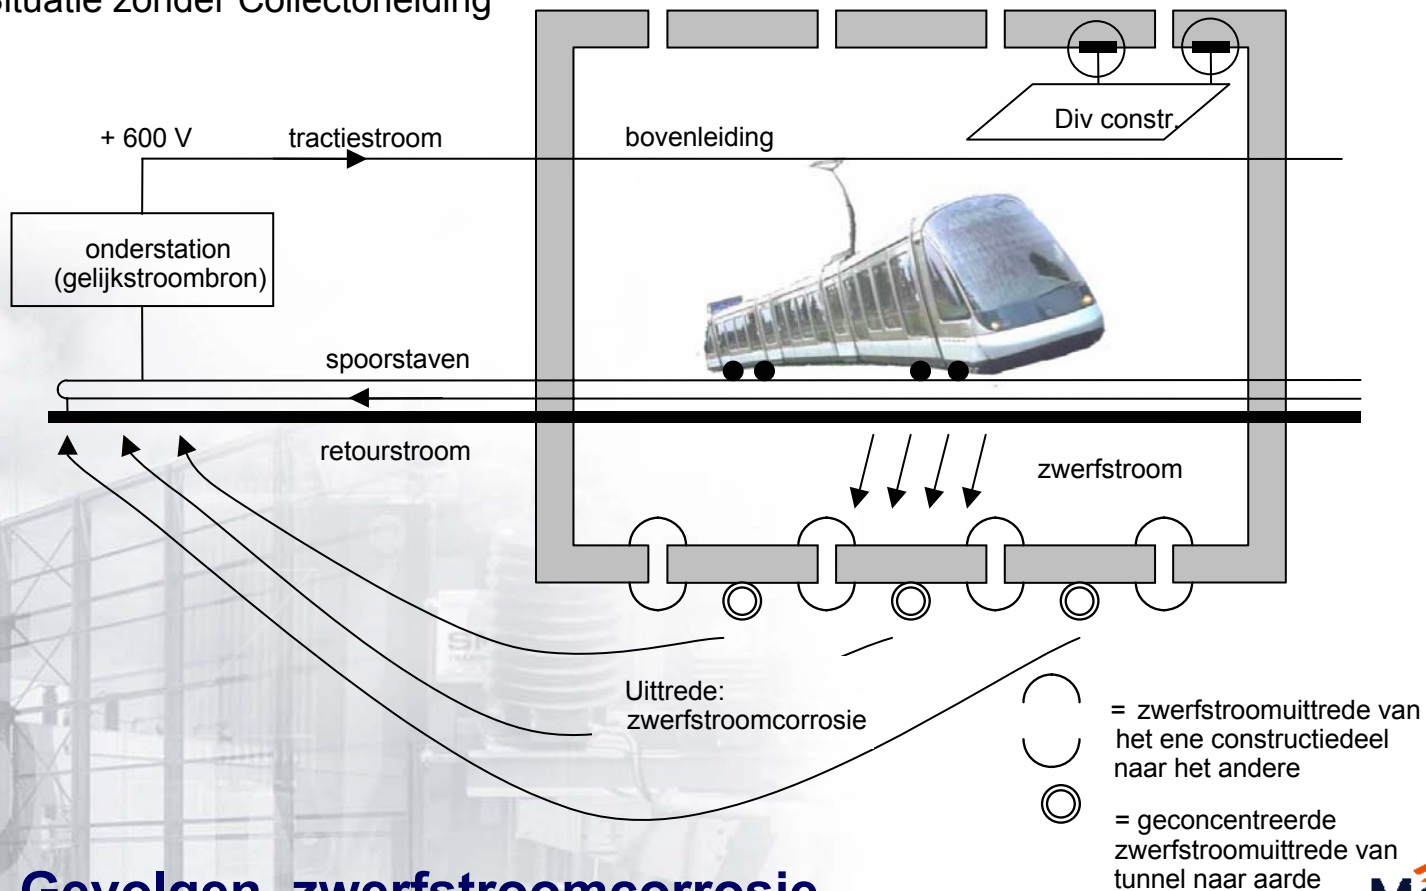 Situatie zonder Collectorleiding
Div constr.
+ 600 V
tractiestroom
bovenleiding
onderstation
(gelijkstroombron)
spoorstaven
retourstroom
zwerfstroom
Uittrede:
zwerfstroomcorrosie
= zwerfstroomuittrede van
het ene constructiedeel
naar het andere
= geconcentreerde
zwerfstroomuittrede van
tunnel naar aarde
Gevolgen zwerfstroomcorrosie